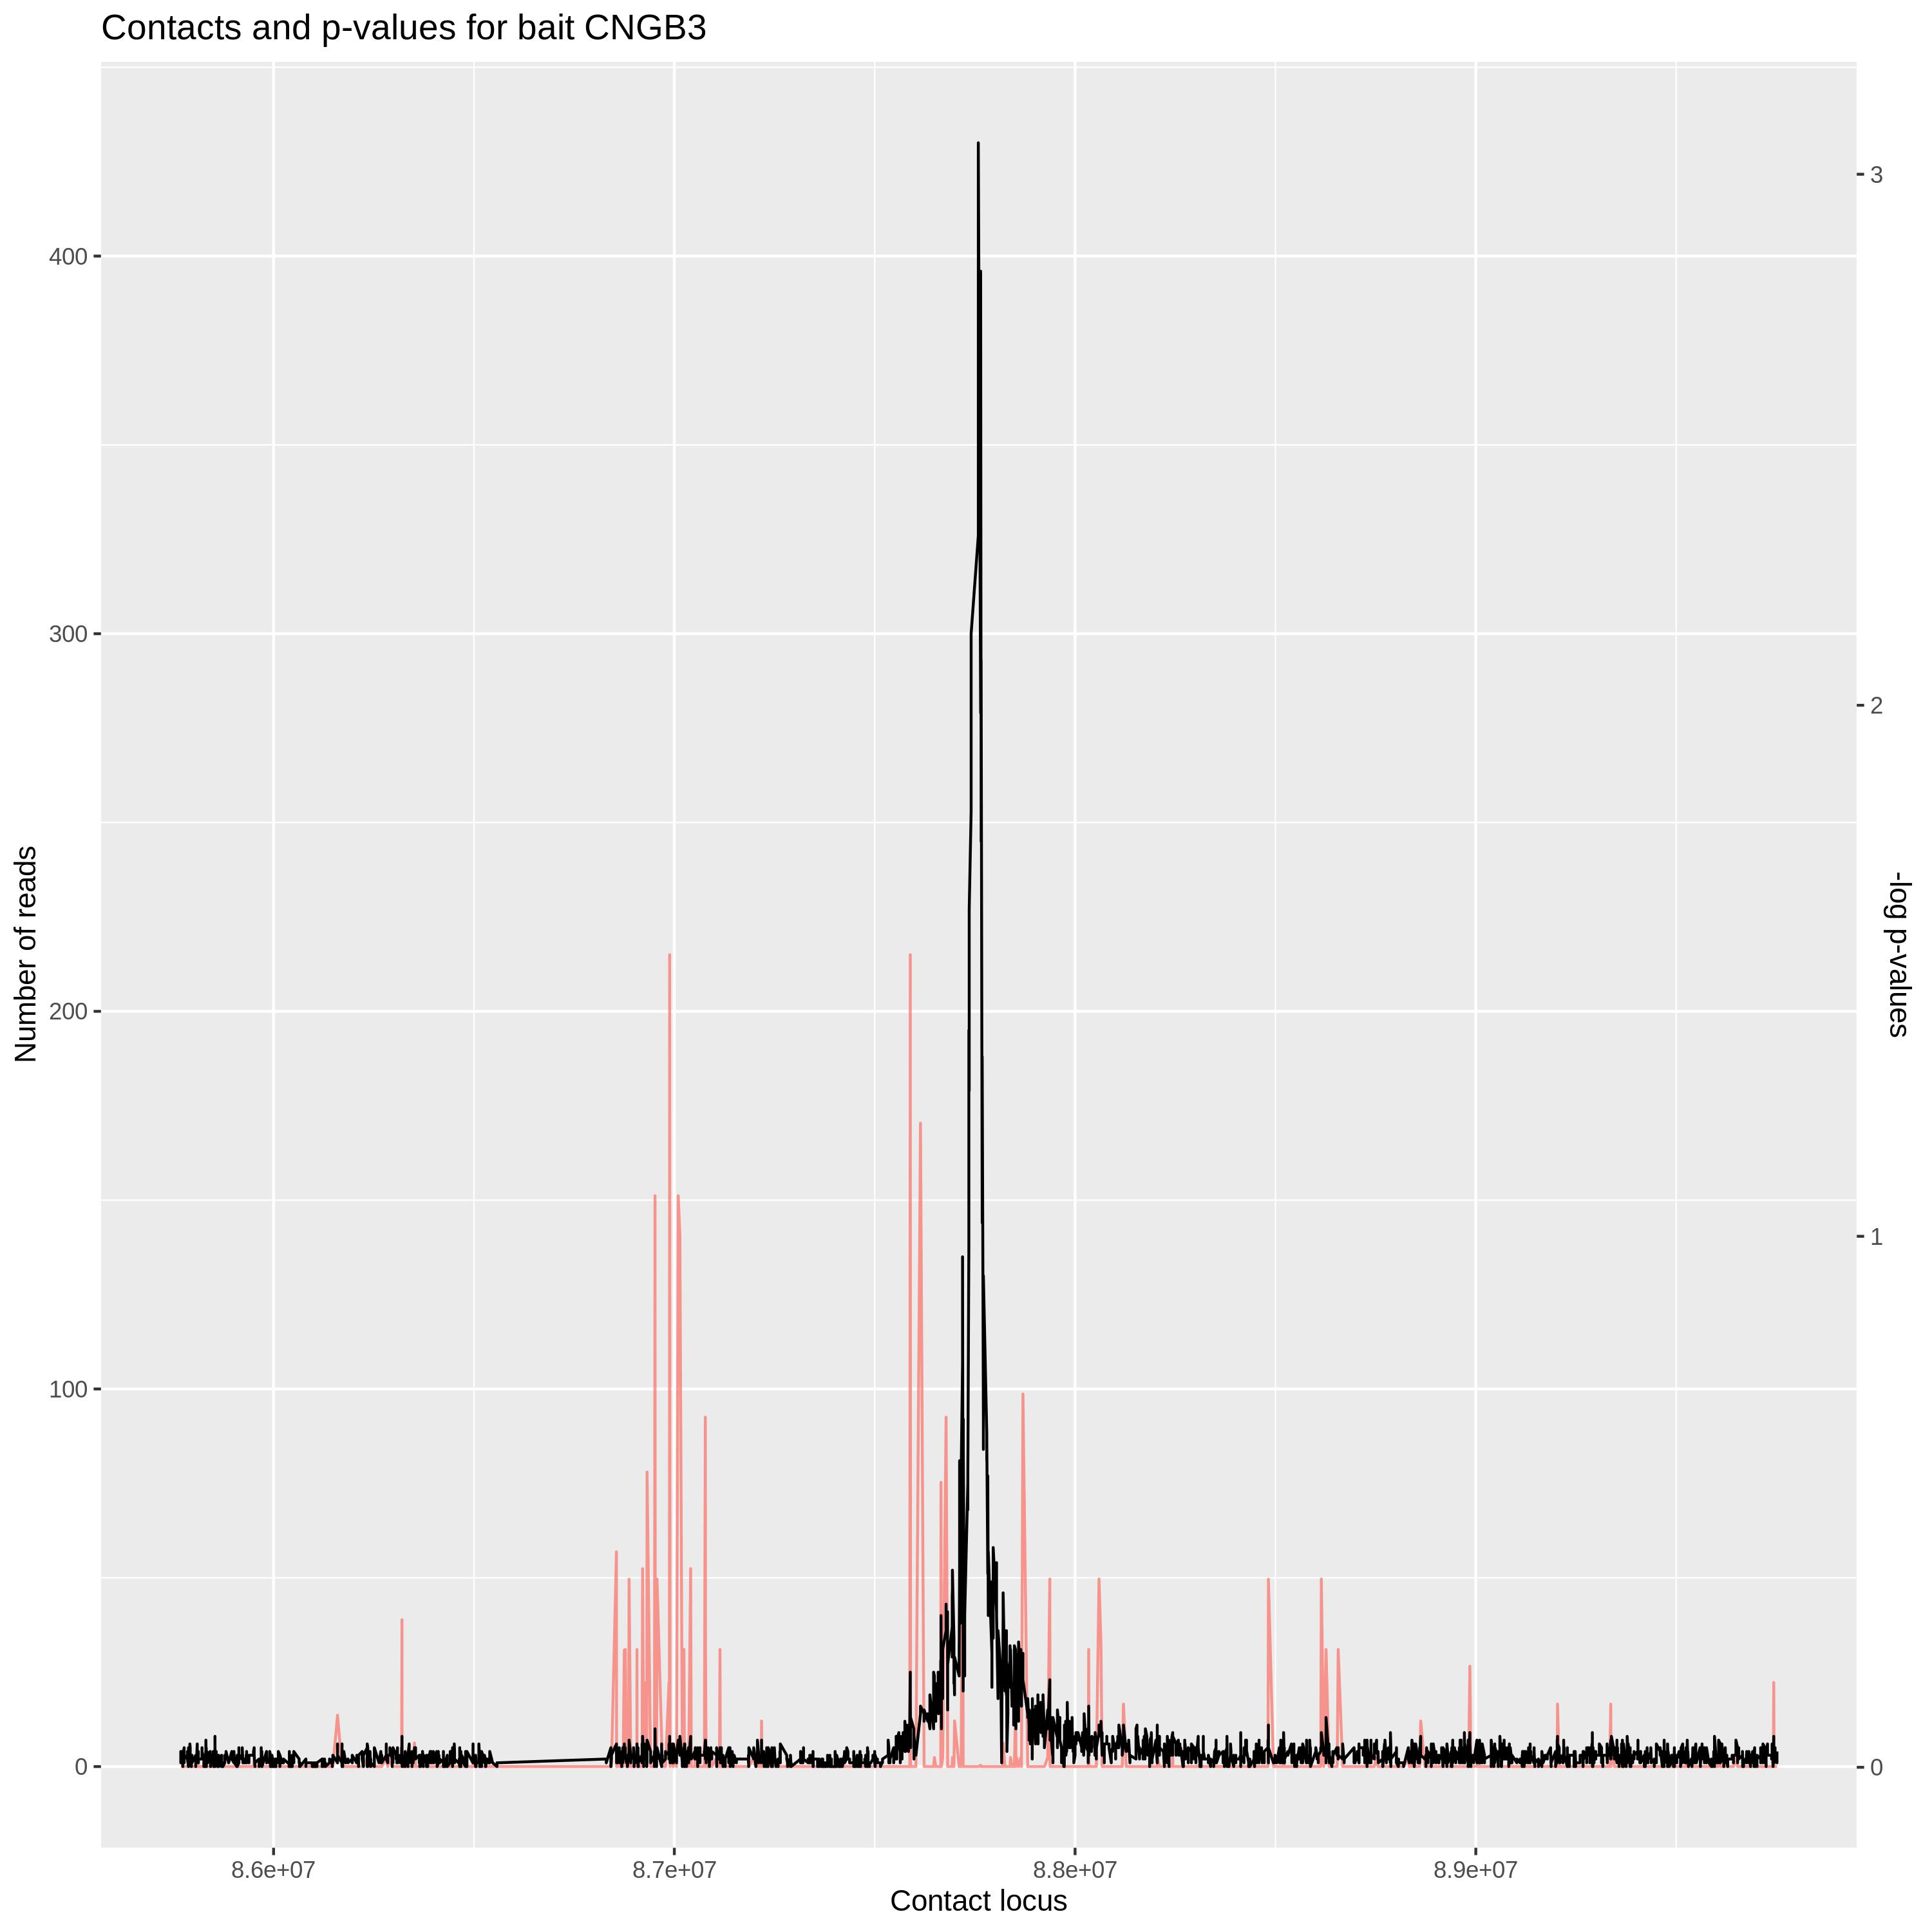 Contacts and p-values for bait CNGB3
400
300
200
100
0
Number of reads
3
2
1
0
-log p-values
8.6e+07 8.7e+07 8.8e+07 8.9e+07
Contact locus